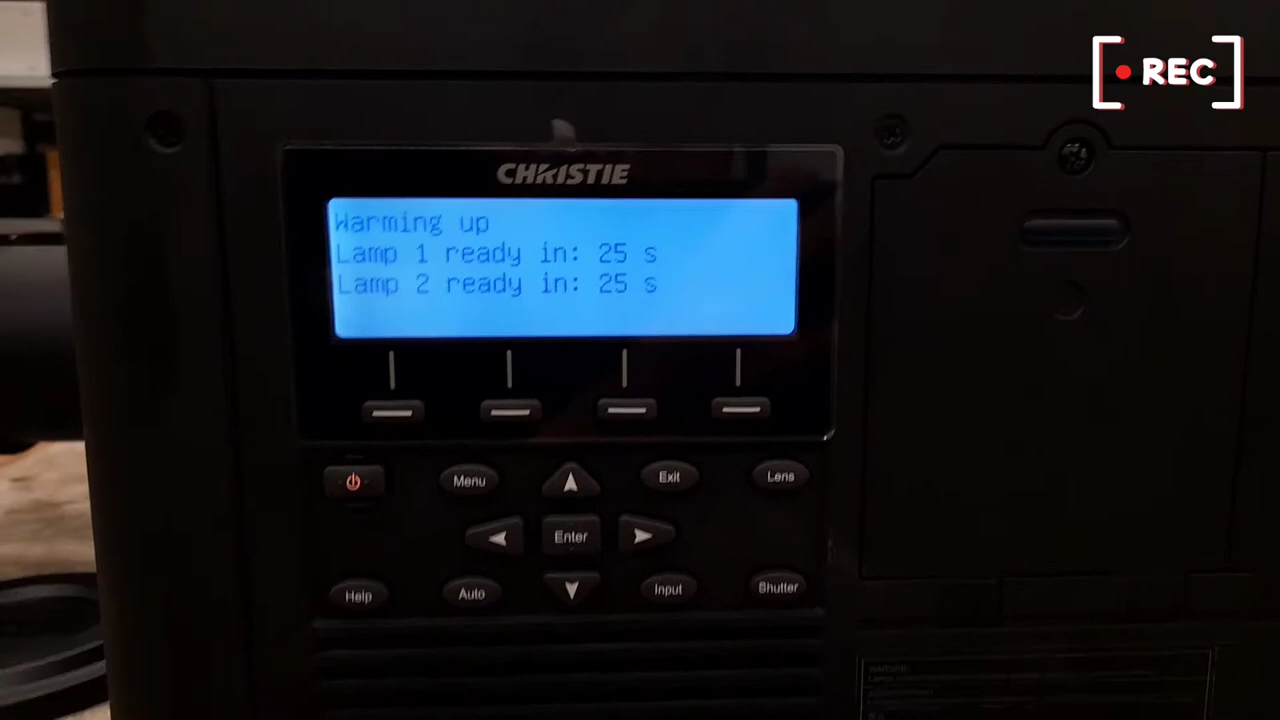 REC
CHRISTIE
Warming up
Lamp 1 ready in: 25 s
Lamp 2 ready in: 25 s
Menu
Exit
Lens
Enter
Help
Auto
Input
Shutter
WARNING